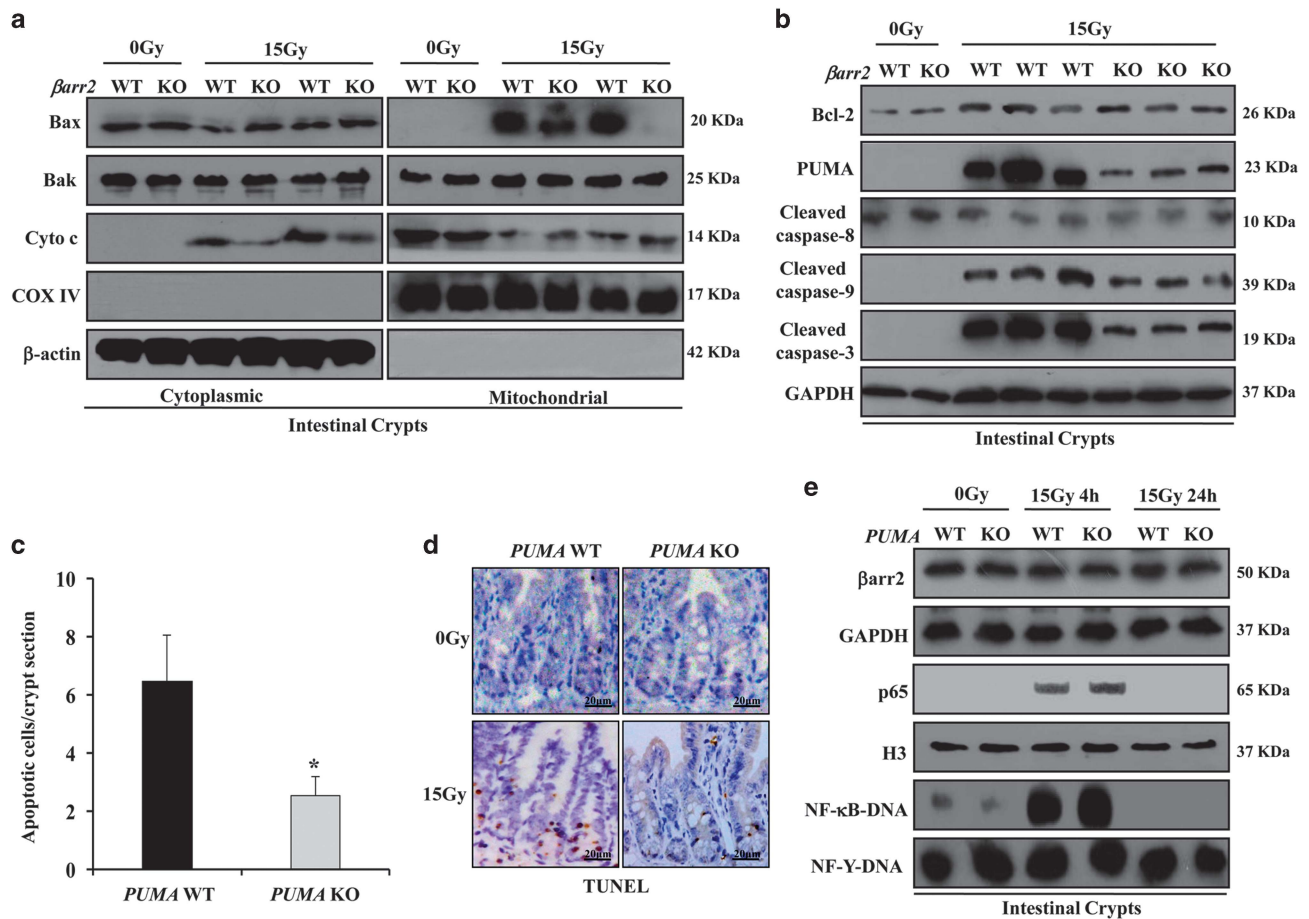 a
0Gy 15Gy 0Gy 15Gy
βarr2 WT KO WT KO WT KO WT KO WT KO WT KO
Bax 20 KDa
Bak 25 KDa
Cyto c 14 KDa
COX IV 17 KDa
β-actin 42 KDa
Cytoplasmic Mitochondrial
Intestinal Crypts
b
0Gy 15Gy
βarr2 WT KO WT WT WT KO KO KO
Bcl-2 26 KDa
PUMA 23 KDa
Cleaved
caspase-8 10 KDa
Cleaved
caspase-9 39 KDa
Cleaved
caspase-3 19 KDa
GAPDH 37 KDa
Intestinal Crypts
c
Apoptotic cells/crypt section
10
8
6
4
2
0
*
PUMA WT PUMA KO
d
PUMA WT PUMA KO
0Gy
20μm 20μm
15Gy
20μm 20μm
TUNEL
e
0Gy 15Gy 4h 15Gy 24h
PUMA WT KO WT KO WT KO
βarr2 50 KDa
GAPDH 37 KDa
p65 65 KDa
H3 37 KDa
NF-κB-DNA
NF-Y-DNA
Intestinal Crypts